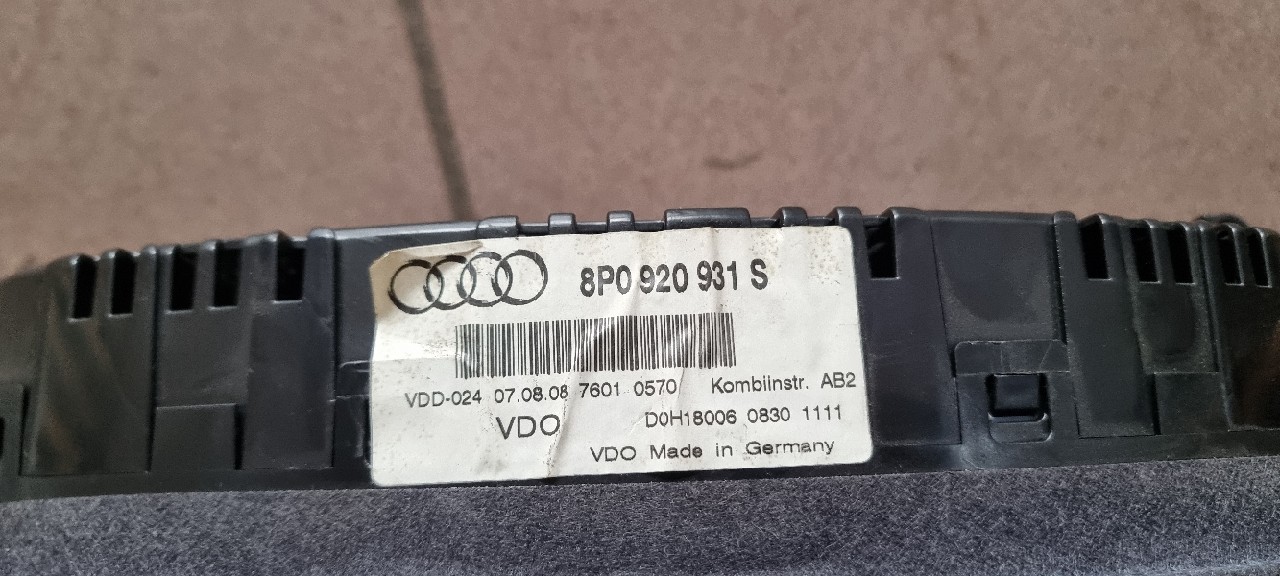 8P0 920 931 S
VDD-024 07.08.08 7601 0570 Kombiinstr. AB2
VDO D0H18006 0830 1111
VDO Made in Germany